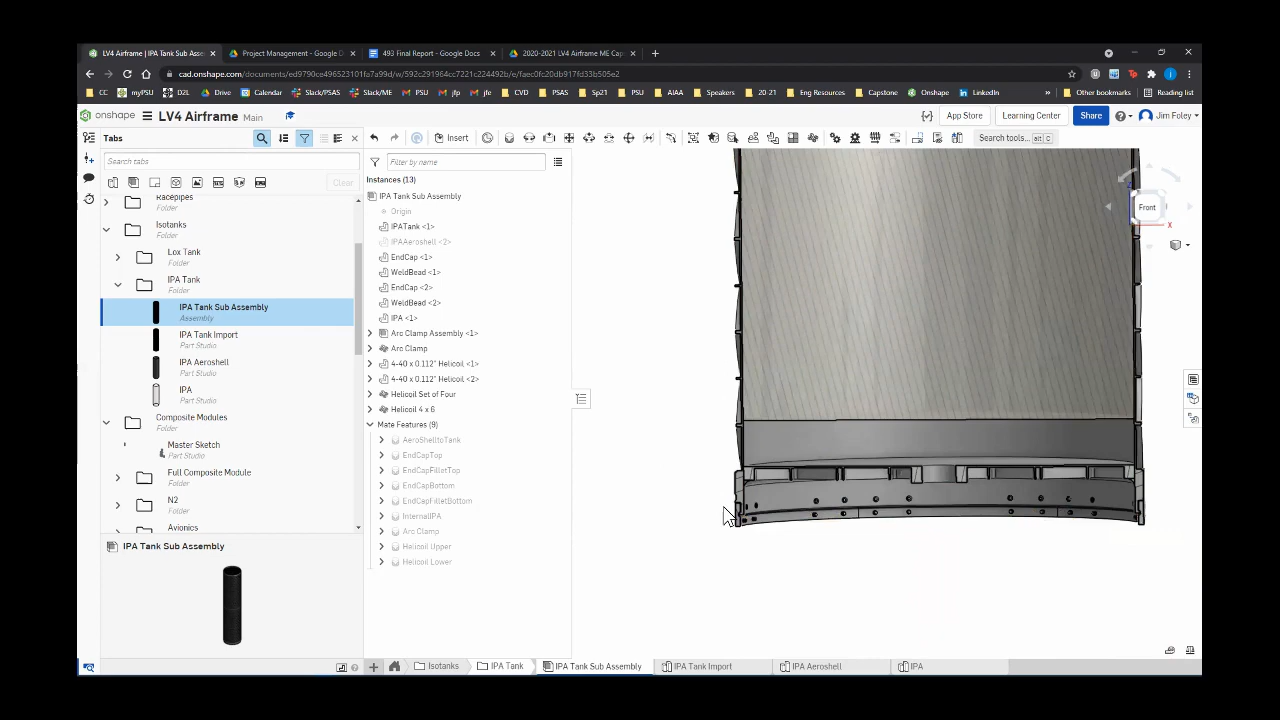 LV4 Airframe | IPA Tank Sub Asse
Project Management - Google D
493 Final Report - Google Docs
2020-2021 LV4 Airframe ME Cap
cad.onshape.com/documents/ed9790ce496523101fa7a99d/w/592c291964cc7221c224492b/e/faec0fc20db917fd33b505e2
CC
myPSU
D2L
Drive
Calendar
Slack/PSAS
Slack/ME
PSU
jfp
jfe
CVD
PSAS
Sp21
PSU
AIAA
Speakers
20-21
Eng Resources
Capstone
Onshape
LinkedIn
Other bookmarks
Reading list
onshape
LV4 Airframe Main
App Store
Learning Center
Share
Jim Foley
Tabs
Insert
Search tools...
alt C
Search tabs
Clear
Filter by name
Instances (13)
Racepipes
Folder
Isotanks
Folder
Lox Tank
Folder
IPA Tank
Folder
IPA Tank Sub Assembly
Assembly
IPA Tank Import
Part Studio
IPA Aeroshell
Part Studio
IPA
Part Studio
Composite Modules
Folder
Master Sketch
Part Studio
Full Composite Module
Folder
N2
Folder
Avionics
IPA Tank Sub Assembly
IPA Tank Sub Assembly
Origin
IPATank <1>
IPAAeroshell <2>
EndCap <1>
WeldBead <1>
EndCap <2>
WeldBead <2>
IPA <1>
Arc Clamp Assembly <1>
Arc Clamp
4-40 x 0.112" Helicoil <1>
4-40 x 0.112" Helicoil <2>
Helicoil Set of Four
Helicoil 4 x 6
Mate Features (9)
AeroShelltoTank
EndCapTop
EndCapFilletTop
EndCapBottom
EndCapFilletBottom
InternalIPA
Arc Clamp
Helicoil Upper
Helicoil Lower
Front
X
Isotanks
IPA Tank
IPA Tank Sub Assembly
IPA Tank Import
IPA Aeroshell
IPA